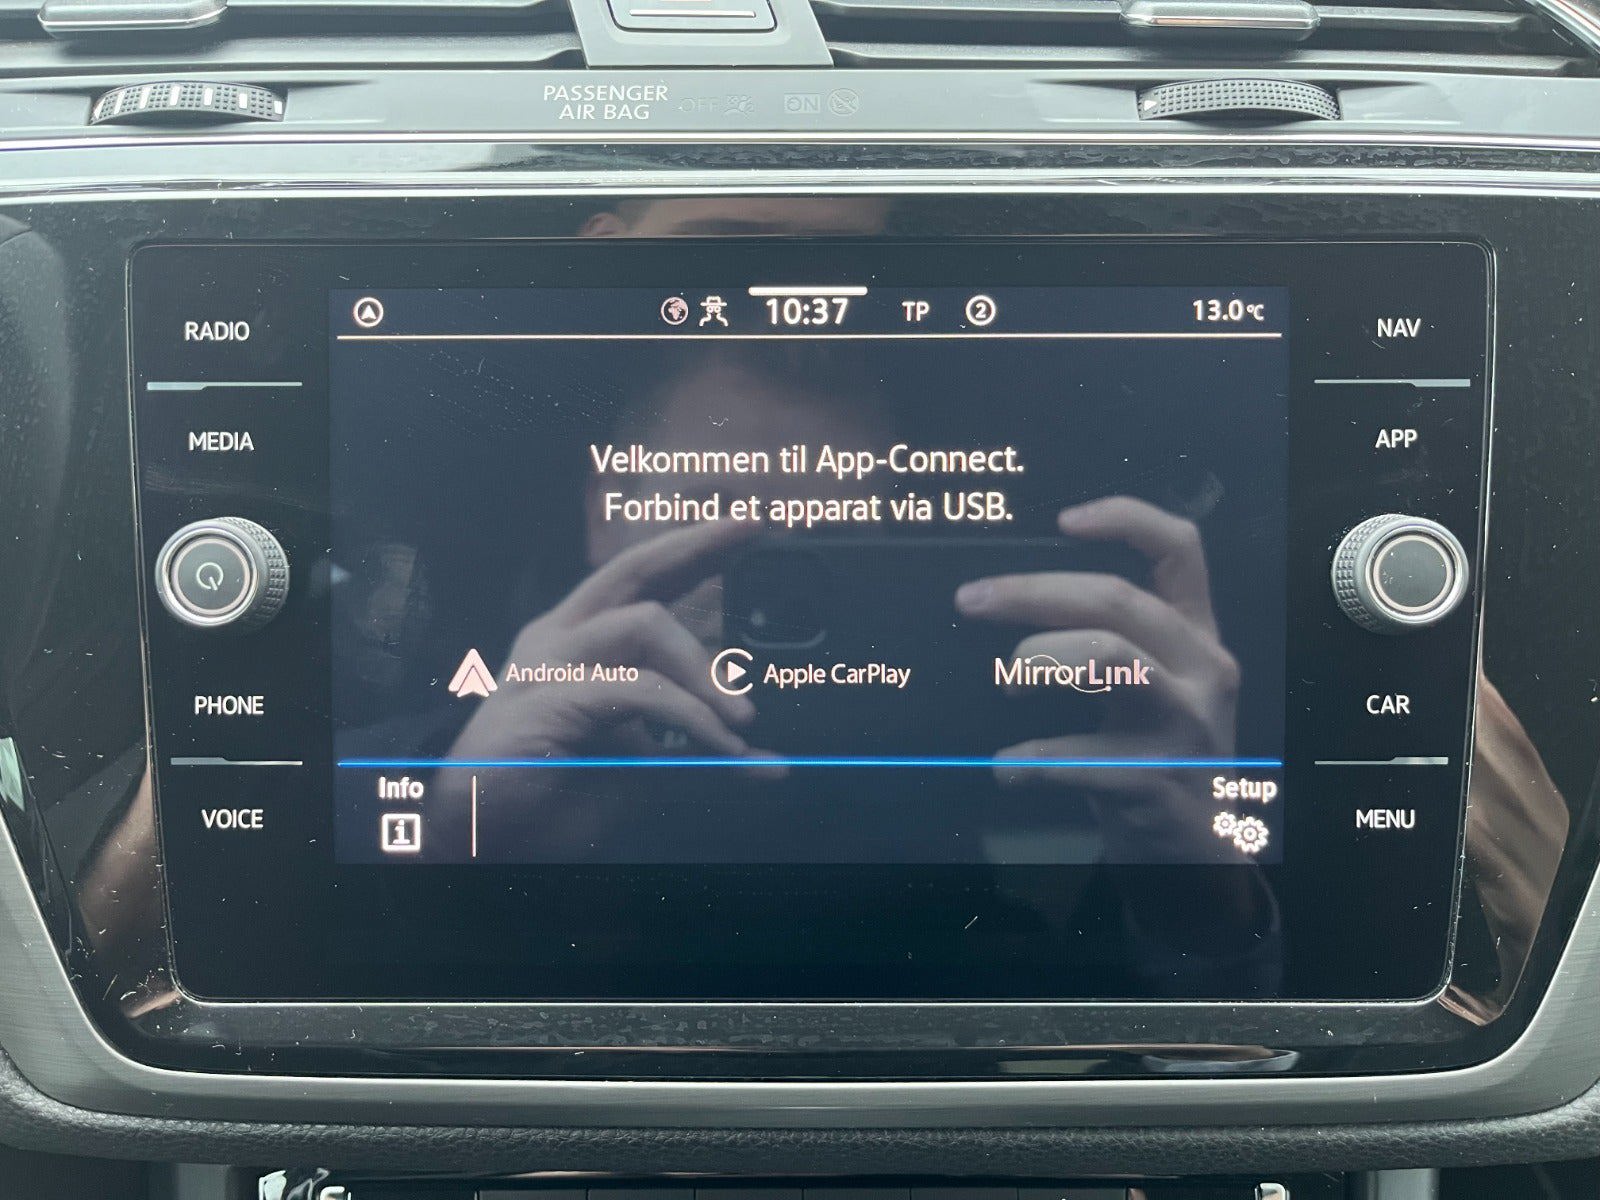 PASSENGER
AIR BAG
OFF
ON
RADIO
MEDIA
PHONE
VOICE
10:37
TP
2
13.0°C
Velkommen til App-Connect.
Forbind et apparat via USB.
Android Auto
Apple CarPlay
MirrorLink
Info
Setup
NAV
APP
CAR
MENU